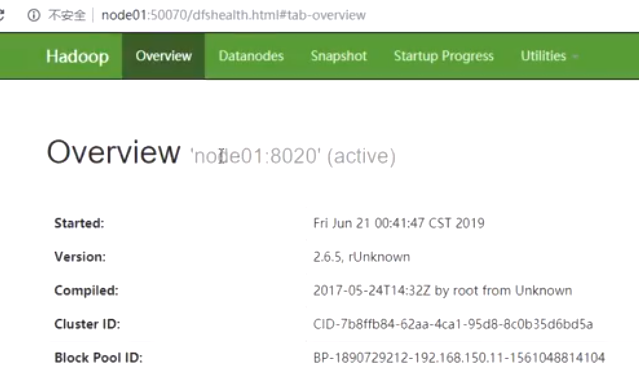 不安全 | node01:50070/dfshealth.html#tab-overview
Hadoop Overview Datanodes Snapshot Startup Progress Utilities
Overview 'node01:8020' (active)
Started: Fri Jun 21 00:41:47 CST 2019
Version: 2.6.5, rUnknown
Compiled: 2017-05-24T14:32Z by root from Unknown
Cluster ID: CID-7b8ffb84-62aa-4ca1-95d8-8c0b35d6bd5a
Block Pool ID: BP-1890729212-192.168.150.11-1561048814104